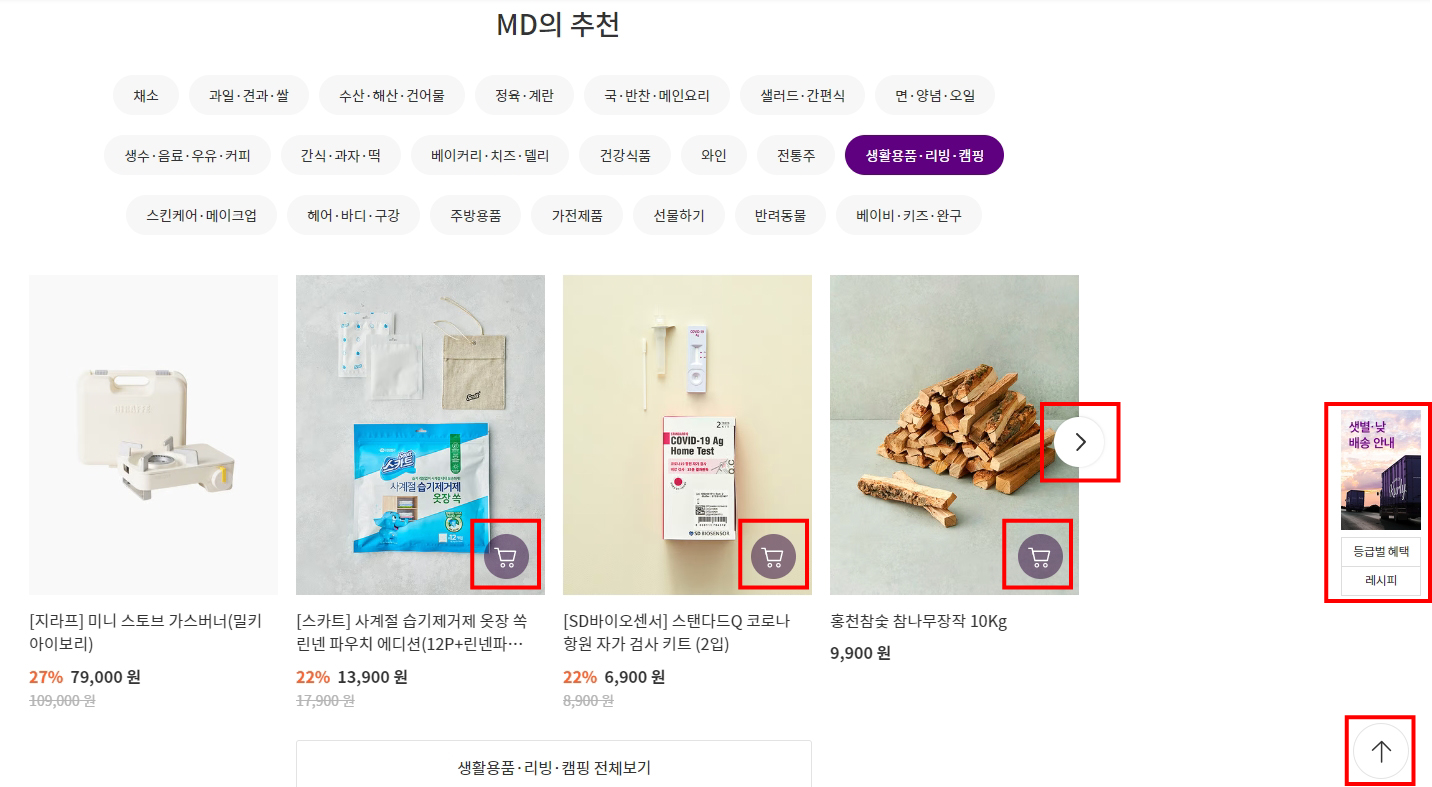 MD의 추천
채소
과일·견과·쌀
수산·해산·건어물
정육·계란
국·반찬·메인요리
샐러드·간편식
면·양념·오일
생수·음료·우유·커피
간식·과자·떡
베이커리·치즈·델리
건강식품
와인
전통주
생활용품·리빙·캠핑
스킨케어·메이크업
헤어·바디·구강
주방용품
가전제품
선물하기
반려동물
베이비·키즈·완구
GIRAFFE
Scott
스카트
사계절 습기제거제
옷장 쏙
COVID-19
Ag
COVID-19 Ag
Home Test
SD BIOSENSOR
샛별·낮
배송 안내
Kurly
등급벌 혜택
레시피
[지라프] 미니 스토브 가스버너(밀키
아이보리)
27% 79,000 원
109,000 원
[스카트] 사계절 습기제거제 옷장 쏙
린넨 파우치 에디션(12P+린넨파…
22% 13,900 원
17,900 원
[SD바이오센서] 스탠다드Q 코로나
항원 자가 검사 키트 (2입)
22% 6,900 원
8,900 원
홍천참숯 참나무장작 10Kg
9,900 원
생활용품·리빙·캠핑 전체보기